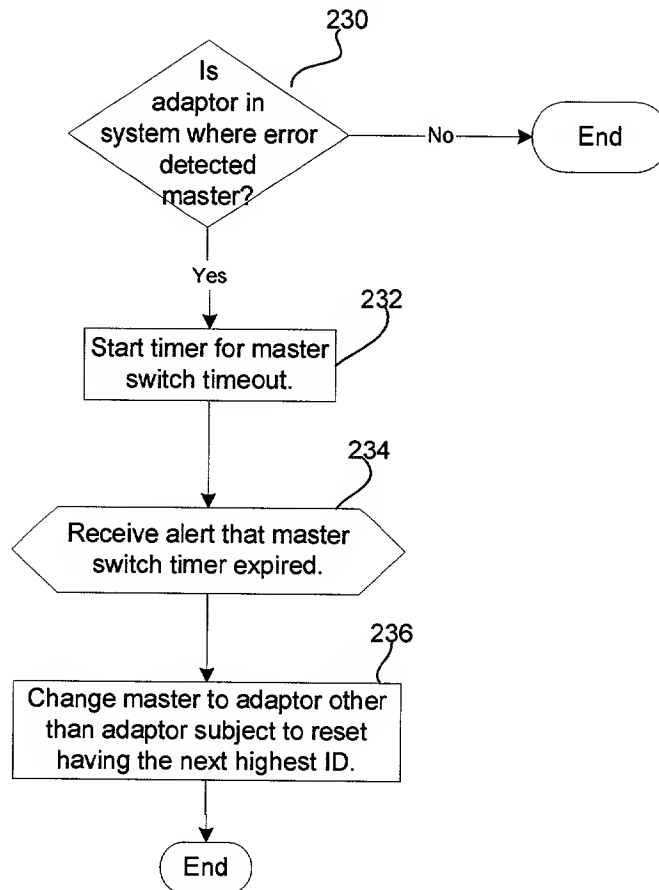 230
Is
adaptor in
system where error
detected
master?
No
End
Yes
232
Start timer for master
switch timeout.
234
Receive alert that master
switch timer expired.
236
Change master to adaptor other
than adaptor subject to reset
having the next highest ID.
End